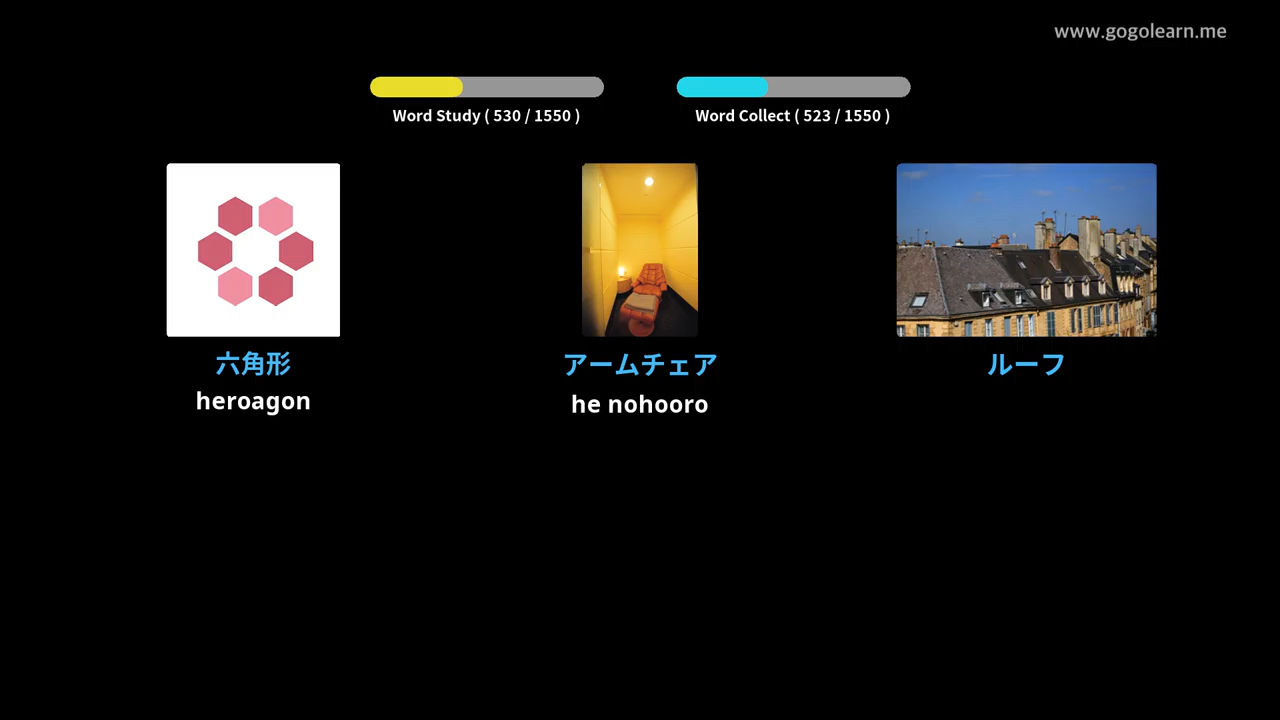 www.gogolearn.me
Word Study ( 530 / 1550 )
Word Collect ( 523 / 1550 )
六角形
アームチェア
ルーフ
heroagon
he nohooro